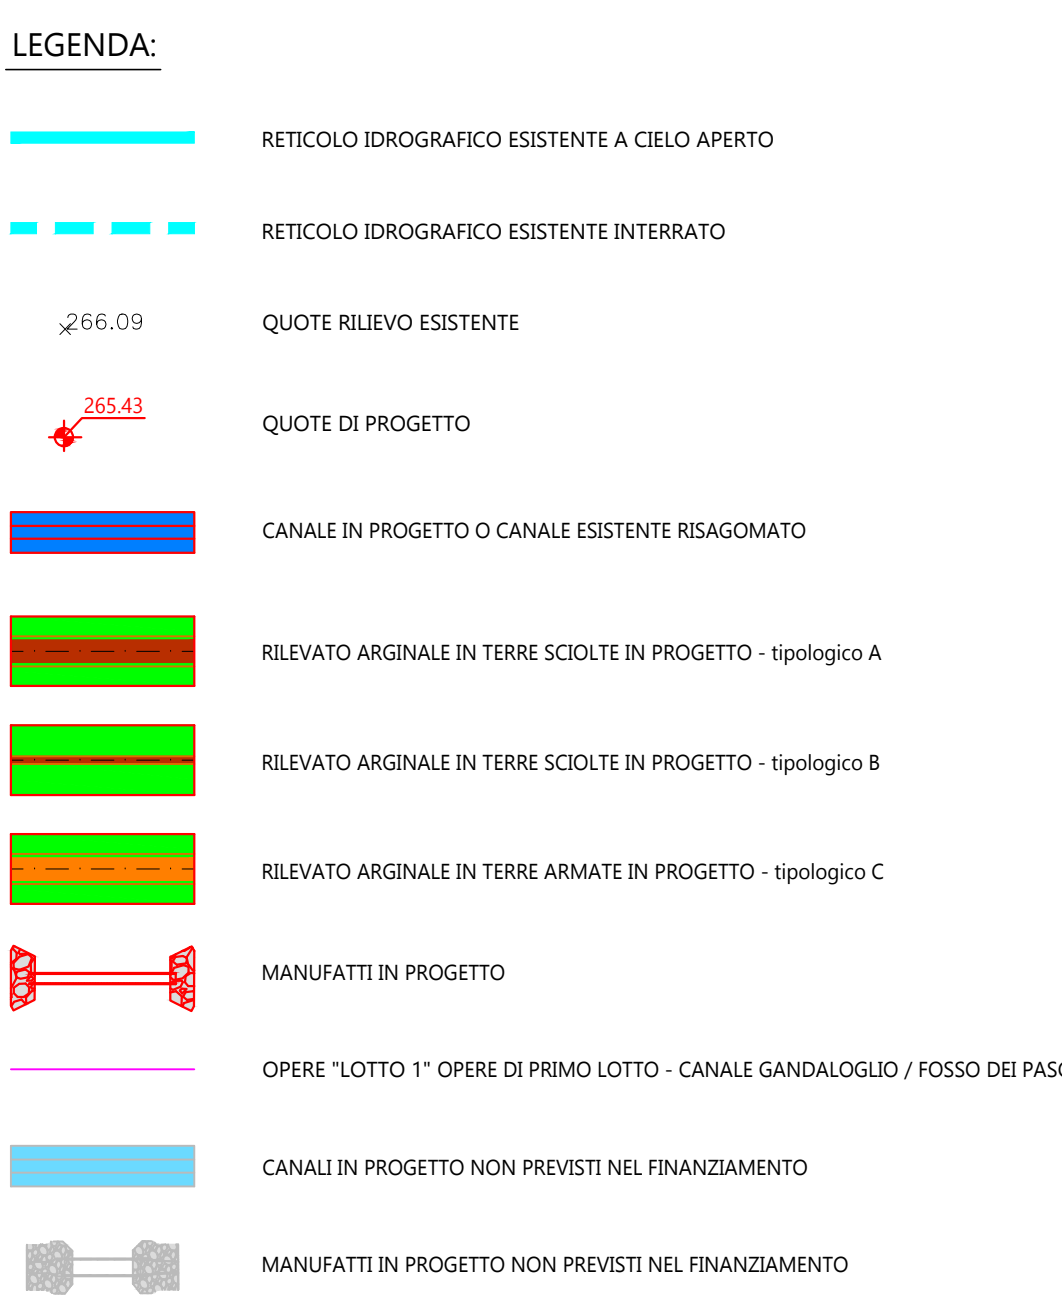 LEGENDA:
RETICOLO IDROGRAFICO ESISTENTE A CIELO APERTO
RETICOLO IDROGRAFICO ESISTENTE INTERRATO
266.09 QUOTE RILIEVO ESISTENTE
265.43 QUOTE DI PROGETTO
CANALE IN PROGETTO O CANALE ESISTENTE RISAGOMATO
RILEVATO ARGINALE IN TERRE SCIOLTE IN PROGETTO - tipologico A
RILEVATO ARGINALE IN TERRE SCIOLTE IN PROGETTO - tipologico B
RILEVATO ARGINALE IN TERRE ARMATE IN PROGETTO - tipologico C
MANUFATTI IN PROGETTO
OPERE "LOTTO 1" OPERE DI PRIMO LOTTO - CANALE GANDALOGLIO / FOSSO DEI
CANALI IN PROGETTO NON PREVISTI NEL FINANZIAMENTO
MANUFATTI IN PROGETTO NON PREVISTI NEL FINANZIAMENTO